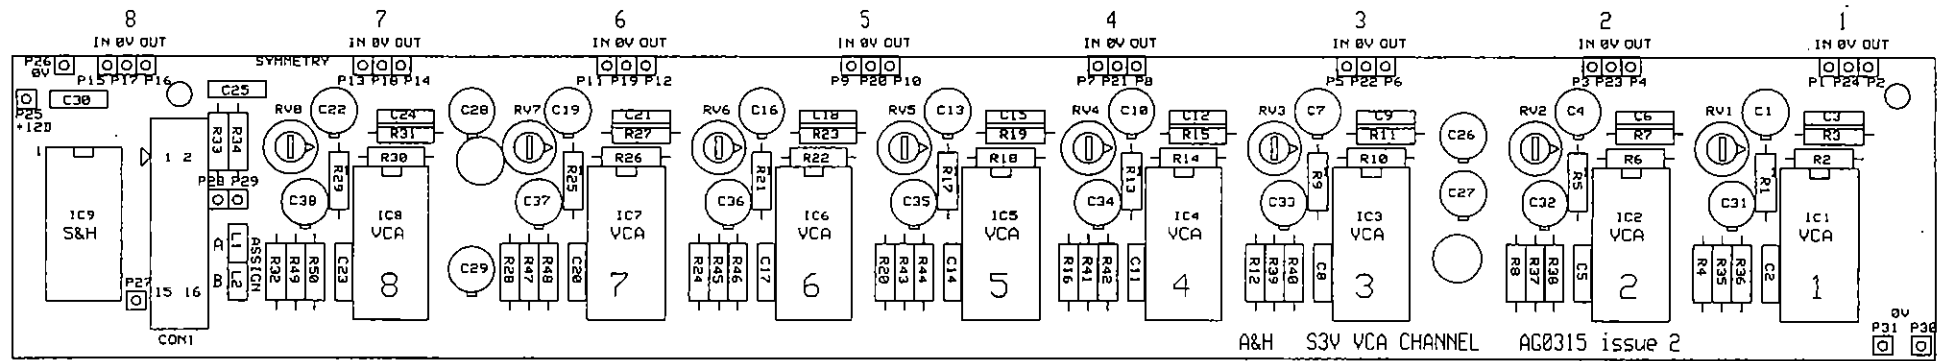 8 7 6 5 4 3 2 1
IN 0V OUT IN 0V OUT IN 0V OUT IN 0V OUT IN 0V OUT IN 0V OUT IN 0V OUT IN 0V OUT
P26 0V SYMMETRY
P15 P17 P16 P13 P18 P14 P11 P19 P12 P9 P20 P10 P7 P21 P8 P5 P22 P6 P3 P23 P4 P1 P24 P2
P25 C30 C25 RV8 C22 C24 C28 RV7 C19 C21 RV6 C16 C18 RV5 C13 C15 RV4 C10 C12 RV3 C7 C9 C26 RV2 C4 C6 RV1 C1 C3
+12D R33 R34 R31 R27 R23 R19 R15 R11 R7 R3
1 1 2 R30 R26 R22 R18 R14 R10 R6 R2
P28 P29 R29 R25 R21 R17 R13 R9 C27 R5 R1
C38 C37 C36 C35 C34 C33 C32 C31
IC9 IC8 IC7 IC6 IC5 IC4 IC3 IC2 IC1
S&H VCA VCA VCA VCA VCA VCA VCA VCA
A L1 ASSIGN
B L2 R32 R49 R50 C23 C29 R28 R47 R48 C20 R24 R45 R46 C17 R20 R43 R44 C14 R16 R41 R42 C11 R12 R39 R40 C8 R8 R37 R38 C5 R4 R35 R36 C2
P27 15 16 8 7 6 5 4 3 2 1
CON1
0V
P31 P30
A&H S3V VCA CHANNEL AG0315 issue 2